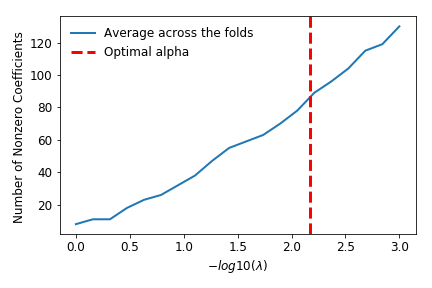 Average across the folds
Optimal alpha
Number of Nonzero Coefficients
120
100
80
60
40
20
0.0 0.5 1.0 1.5 2.0 2.5 3.0
−log10(λ)